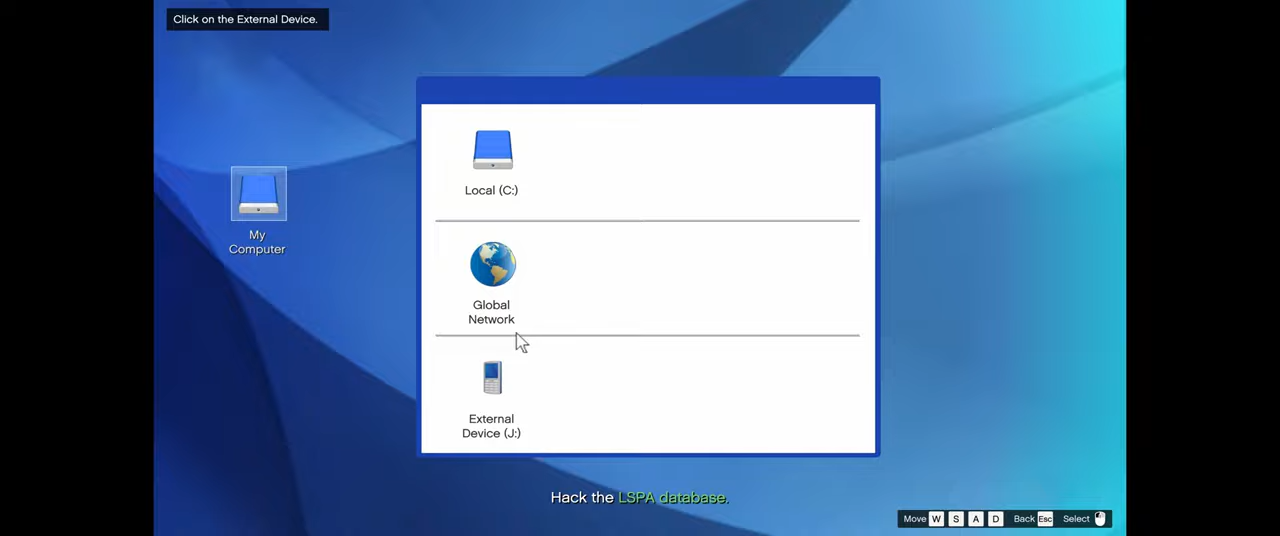 Click on the External Device.
Local (C:)
My
Computer
Global
Network
External
Device (J:)
Hack the LSPA database.
Move W S A D Back Esc Select